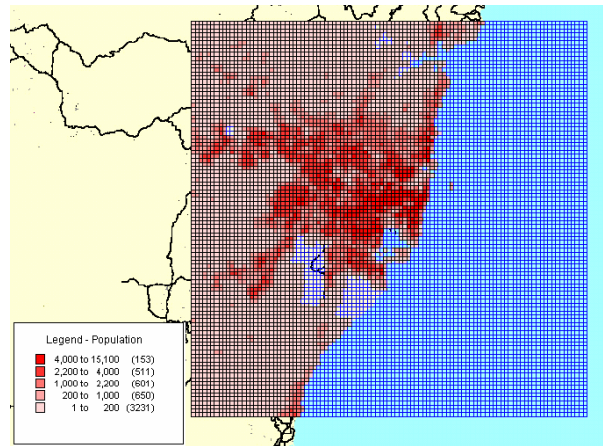 Legend - Population
4,000 to 15,100 (153)
2,200 to 4,000 (511)
1,000 to 2,200 (601)
200 to 1,000 (650)
1 to 200 (3231)